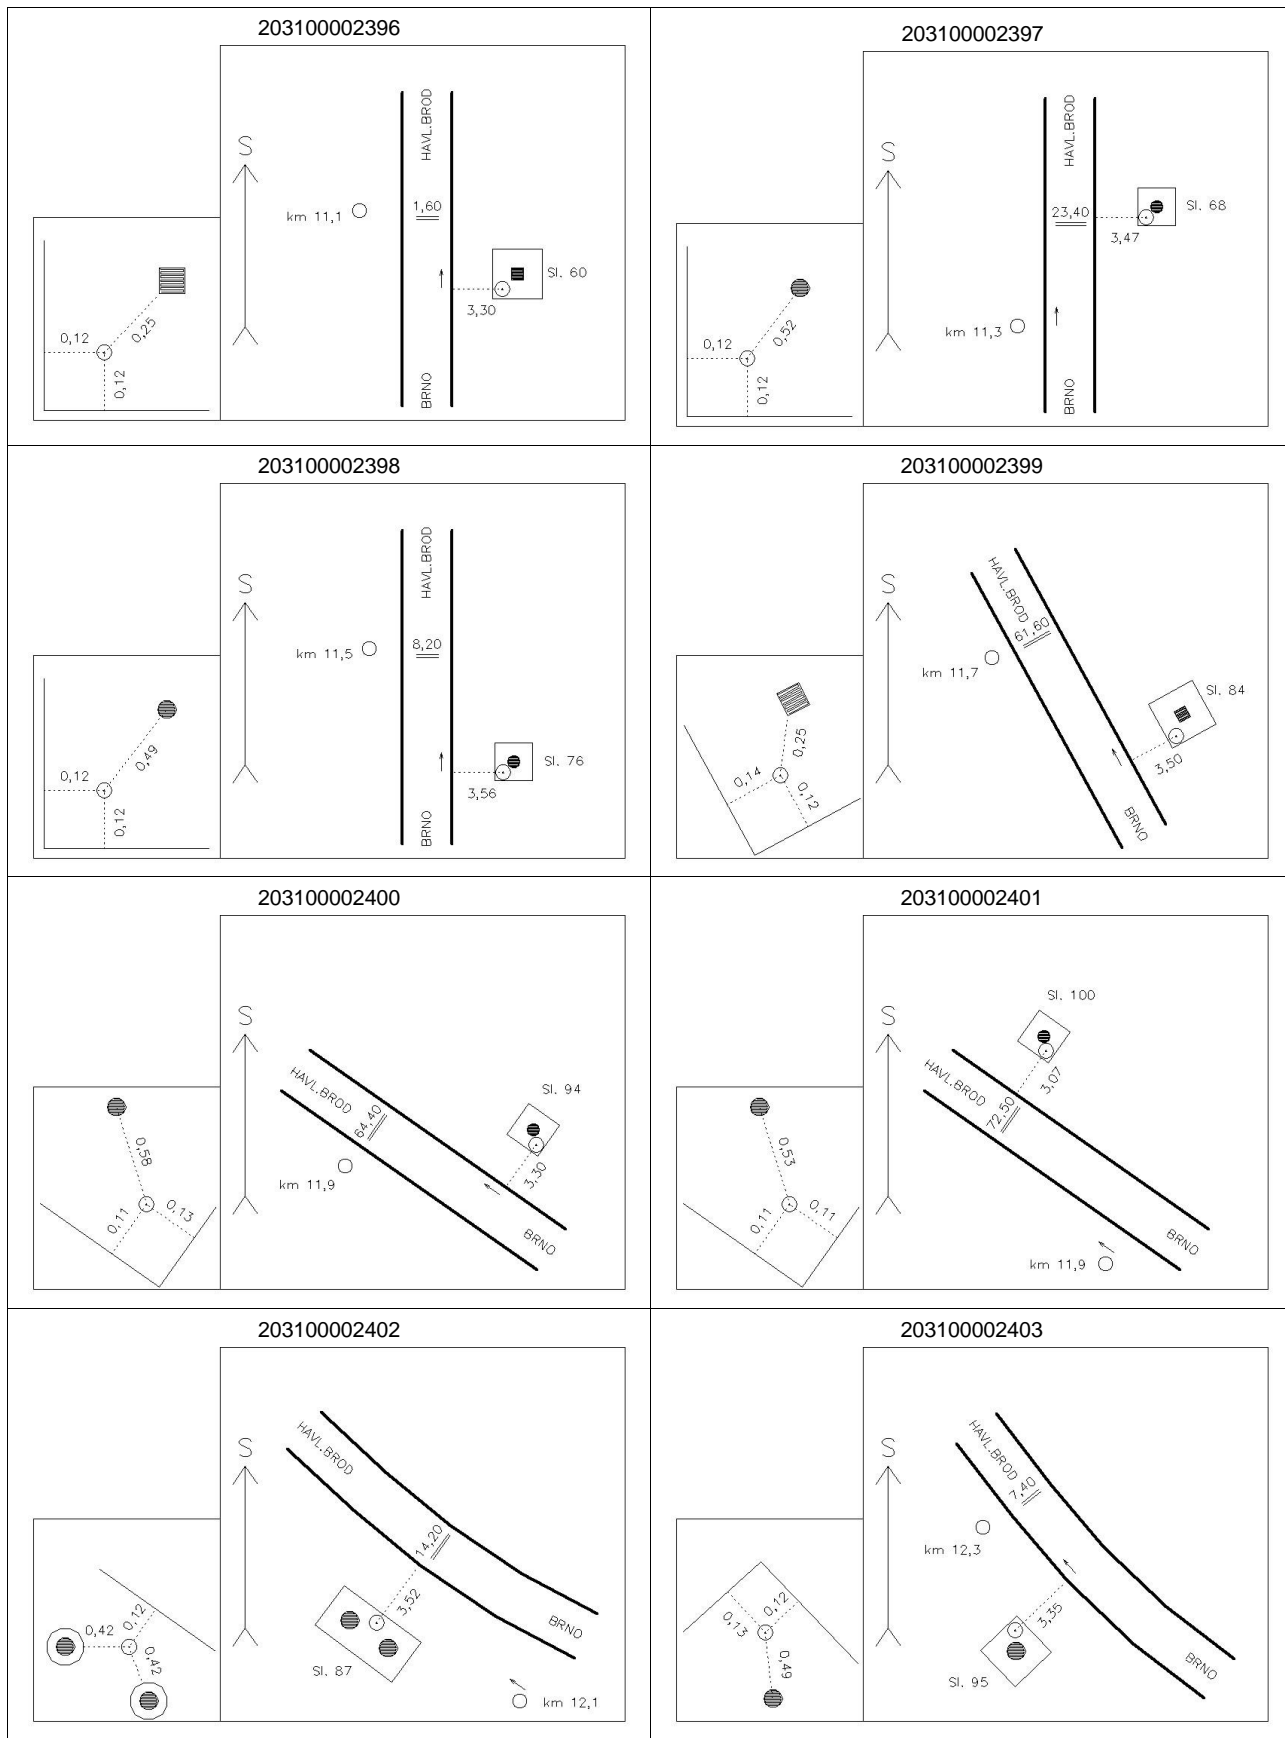 203100002396
HAVL.BROD
S
km 11,1
1,60
Sl. 60
3,30
0,12
0,25
0,12
BRNO
203100002397
HAVL.BROD
S
23,40
Sl. 68
3,47
km 11,3
0,12
0,52
0,12
BRNO
203100002398
HAVL.BROD
S
km 11,5
8,20
Sl. 76
3,56
0,12
0,49
0,12
BRNO
203100002399
HAVL.BROD
S
61,60
km 11,7
Sl. 84
3,50
0,14
0,25
0,12
BRNO
203100002400
S
HAVL.BROD
64,40
Sl. 94
km 11,9
3,30
0,58
0,11
0,13
BRNO
203100002401
Sl. 100
S
HAVL.BROD
3,07
72,50
0,53
0,11
0,11
BRNO
km 11,9
203100002402
HAVL.BROD
S
14,20
3,52
0,12
0,42
0,42
BRNO
Sl. 87
km 12,1
203100002403
HAVL.BROD
S
7,40
km 12,3
3,35
0,12
0,13
0,49
BRNO
Sl. 95